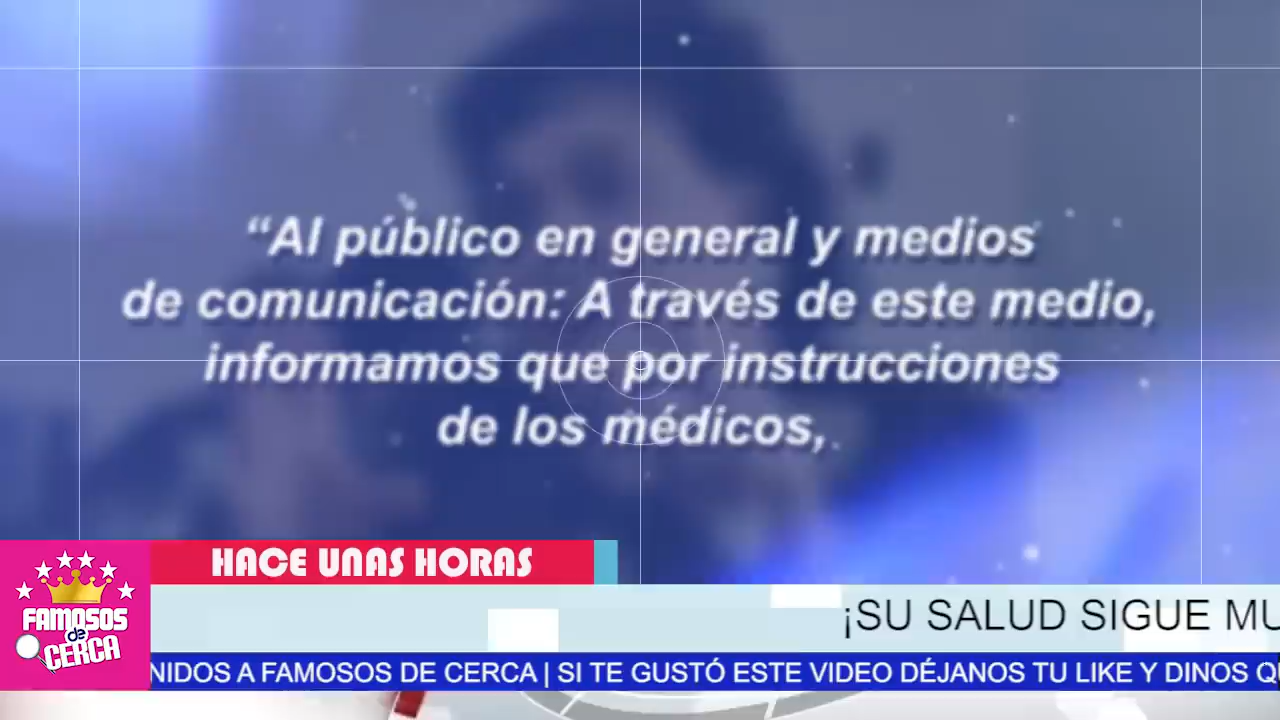 “Al público en general y medios
de comunicación: A través de este medio,
informamos que por instrucciones
de los médicos,
HACE UNAS HORAS
FAMOSOS
de
CERCA
¡SU SALUD SIGUE MU
NIDOS A FAMOSOS DE CERCA | SI TE GUSTÓ ESTE VIDEO DÉJANOS TU LIKE Y DINOS QU